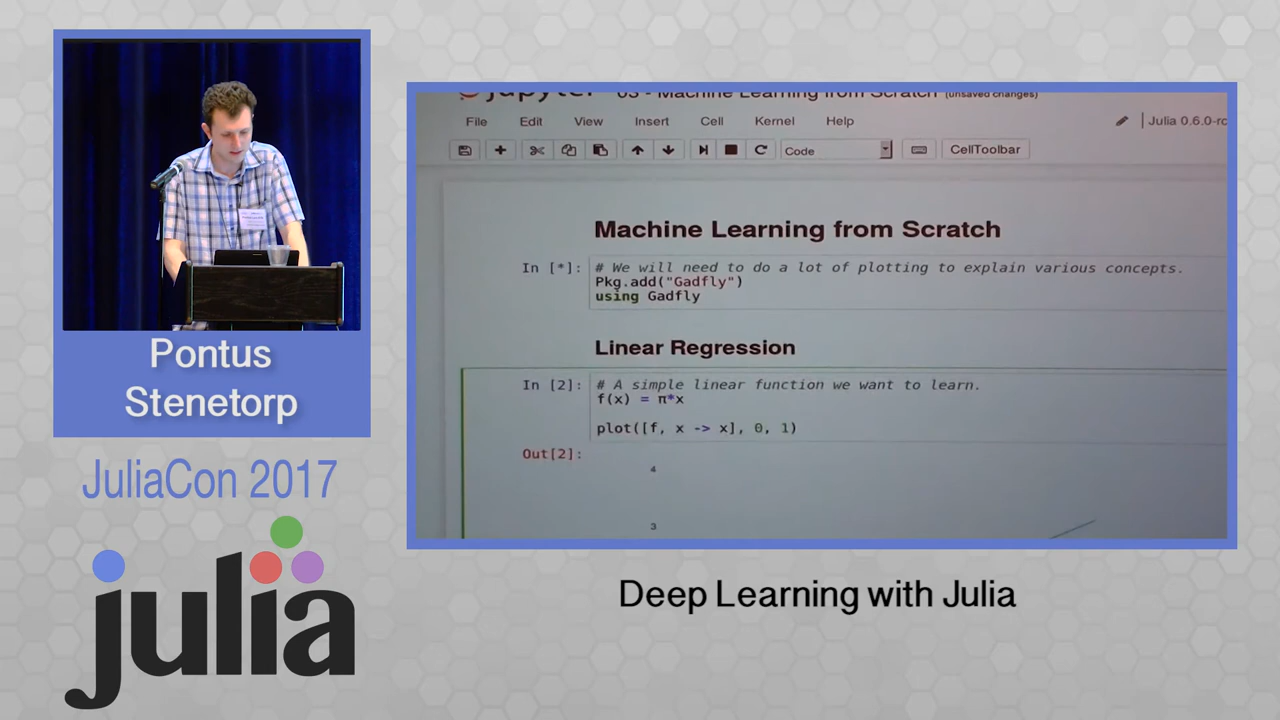 Pontus
Stenetorp
JuliaCon 2017
julia
jupyter 03 - Machine Learning from Scratch (unsaved changes)
File Edit View Insert Cell Kernel Help
Julia 0.6.0-rc
Code
CellToolbar
Machine Learning from Scratch
In [*]: # We will need to do a lot of plotting to explain various concepts.
Pkg.add("Gadfly")
using Gadfly
Linear Regression
In [2]: # A simple linear function we want to learn.
f(x) = π*x
plot([f, x -> x], 0, 1)
Out[2]:
4
3
Deep Learning with Julia